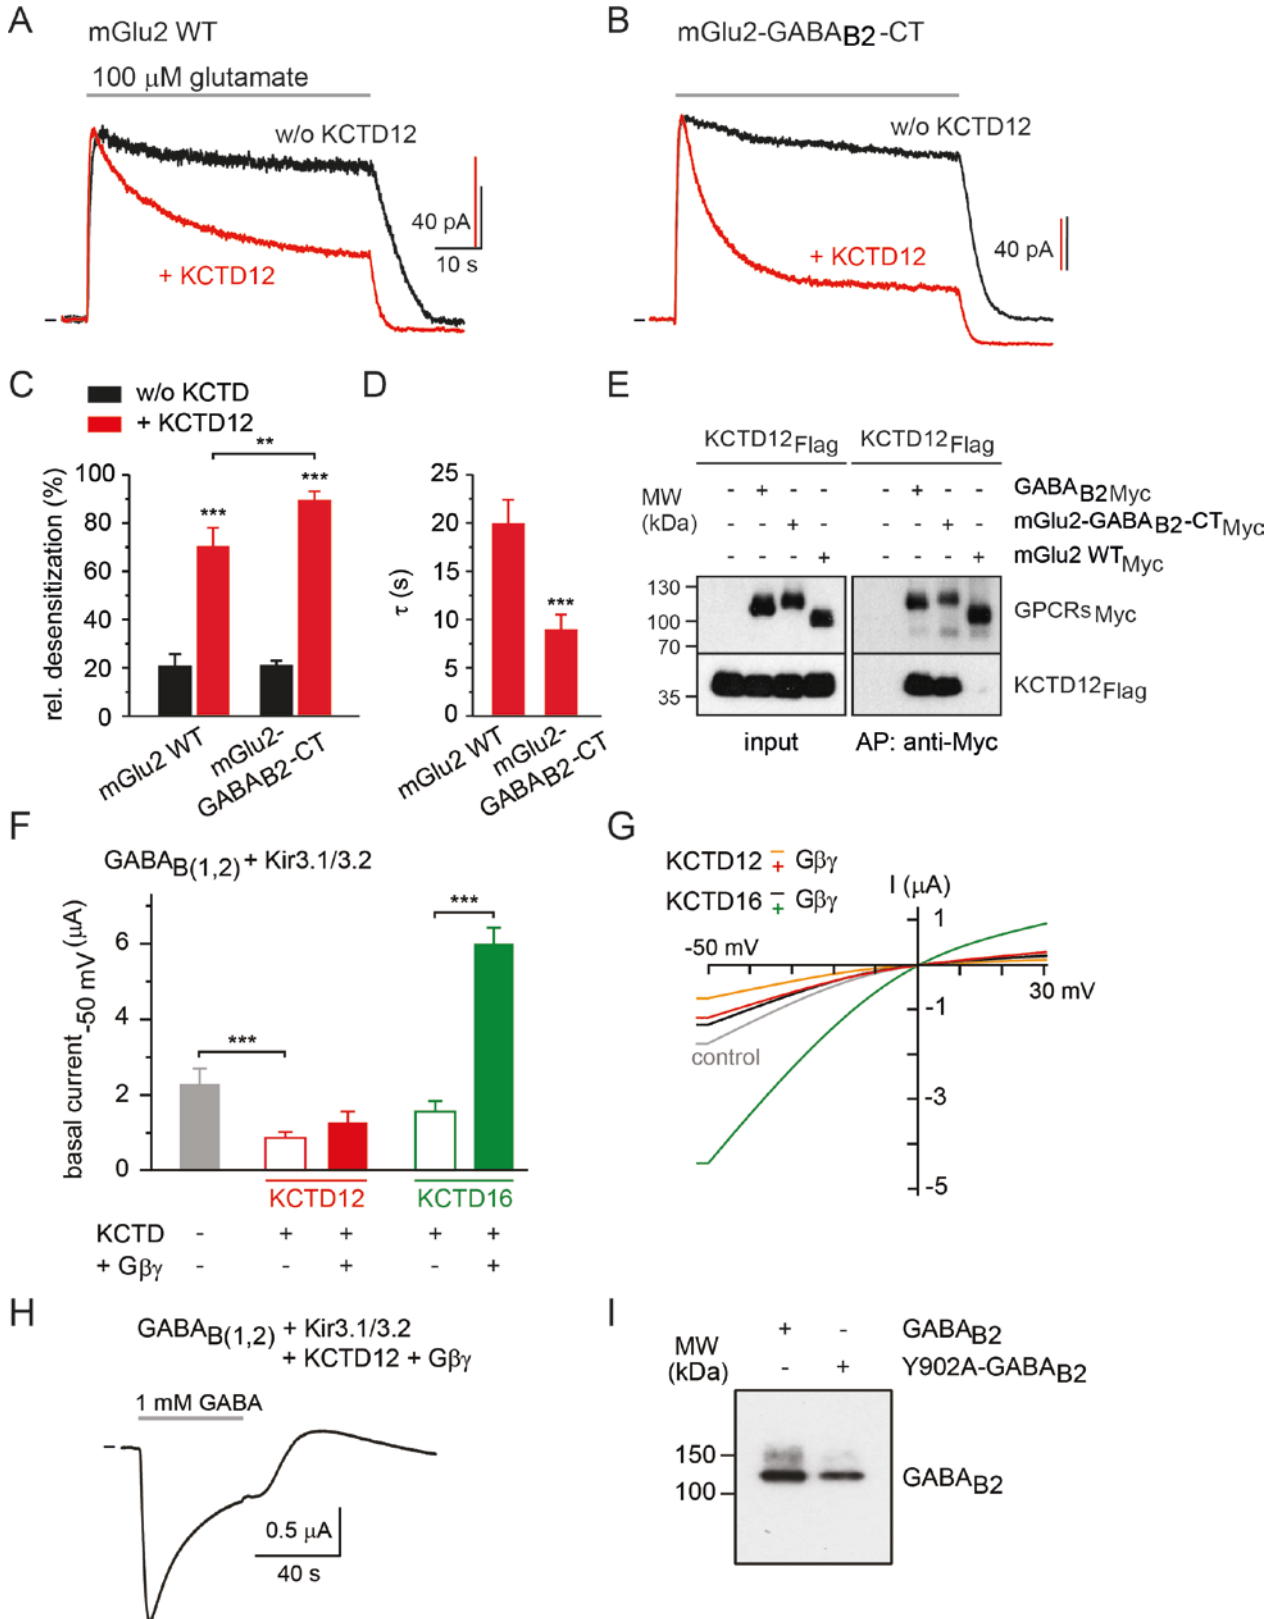 A
mGlu2 WT
100 μM glutamate
w/o KCTD12
40 pA
10 s
+ KCTD12
B
mGlu2-GABAB2-CT
w/o KCTD12
40 pA
+ KCTD12
C
w/o KCTD
+ KCTD12
rel. desensitization (%)
100
80
60
40
20
0
**
***
***
mGlu2 WT
mGlu2-
GABAB2-CT
D
τ (s)
25
20
15
10
5
0
***
mGlu2 WT
mGlu2-
GABAB2-CT
E
KCTD12Flag KCTD12Flag
MW
(kDa)
- + - - - + - - GABAB2Myc
- - + - - - + - mGlu2-GABAB2-CTMyc
- - - + - - - + mGlu2 WTMyc
130
100
70
35
GPCRsMyc
KCTD12Flag
input AP: anti-Myc
F
GABAB(1,2) + Kir3.1/3.2
basal current-50 mV (μA)
6
4
2
0
***
***
KCTD12 KCTD16
KCTD - + + + +
+ Gβγ - - + - +
G
KCTD12 - + Gβγ
KCTD16 - + Gβγ
I (μA)
1
-50 mV
30 mV
-1
-3
-5
control
H
GABAB(1,2) + Kir3.1/3.2
+ KCTD12 + Gβγ
1 mM GABA
0.5 μA
40 s
I
MW
(kDa)
+ - GABAB2
- + Y902A-GABAB2
150
100
GABAB2